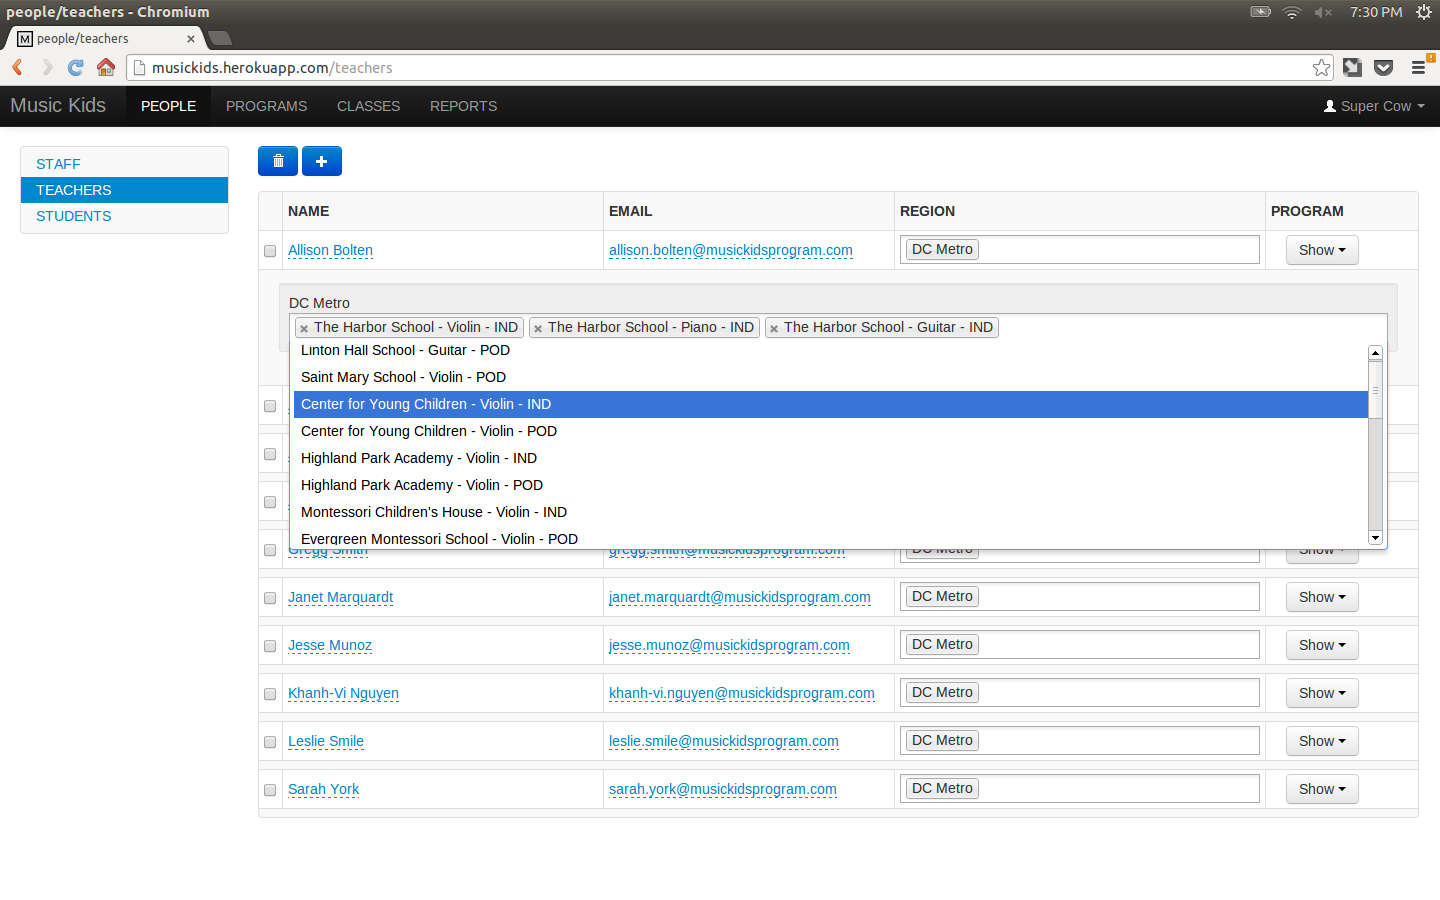 people/teachers - Chromium
7:30 PM
M people/teachers ×
musickids.herokuapp.com/teachers
Music Kids PEOPLE PROGRAMS CLASSES REPORTS Super Cow
STAFF
TEACHERS
STUDENTS
NAME EMAIL REGION PROGRAM
Allison Bolten allison.bolten@musickidsprogram.com DC Metro Show
DC Metro
× The Harbor School - Violin - IND × The Harbor School - Piano - IND × The Harbor School - Guitar - IND
Linton Hall School - Guitar - POD
Saint Mary School - Violin - POD
Center for Young Children - Violin - IND
Center for Young Children - Violin - POD
Highland Park Academy - Violin - IND
Highland Park Academy - Violin - POD
Montessori Children's House - Violin - IND
Evergreen Montessori School - Violin - POD
Gregg Smith gregg.smith@musickidsprogram.com DC Metro Show
Janet Marquardt janet.marquardt@musickidsprogram.com DC Metro Show
Jesse Munoz jesse.munoz@musickidsprogram.com DC Metro Show
Khanh-Vi Nguyen khanh-vi.nguyen@musickidsprogram.com DC Metro Show
Leslie Smile leslie.smile@musickidsprogram.com DC Metro Show
Sarah York sarah.york@musickidsprogram.com DC Metro Show